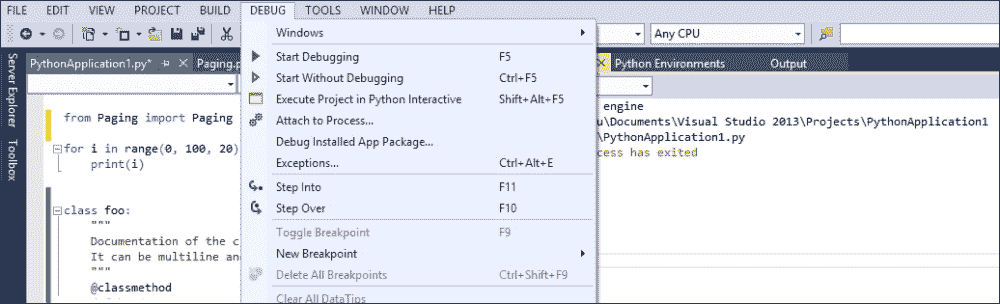 FILE EDIT VIEW PROJECT BUILD DEBUG TOOLS WINDOW HELP
Any CPU
Server Explorer
Toolbox
PythonApplication1.py*
Python Environments
Output
from Paging import Paging
for i in range(0, 100, 20)
print(i)
class foo:
"""
Documentation of the
It can be multiline
"""
@classmethod
Windows
Start Debugging F5
Start Without Debugging Ctrl+F5
Execute Project in Python Interactive Shift+Alt+F5
Attach to Process...
Debug Installed App Package...
Exceptions... Ctrl+Alt+E
Step Into F11
Step Over F10
Toggle Breakpoint F9
New Breakpoint
Delete All Breakpoints Ctrl+Shift+F9
Clear All DataTips
engine
\Documents\Visual Studio 2013\Projects\PythonApplication1
\PythonApplication1.py
has exited